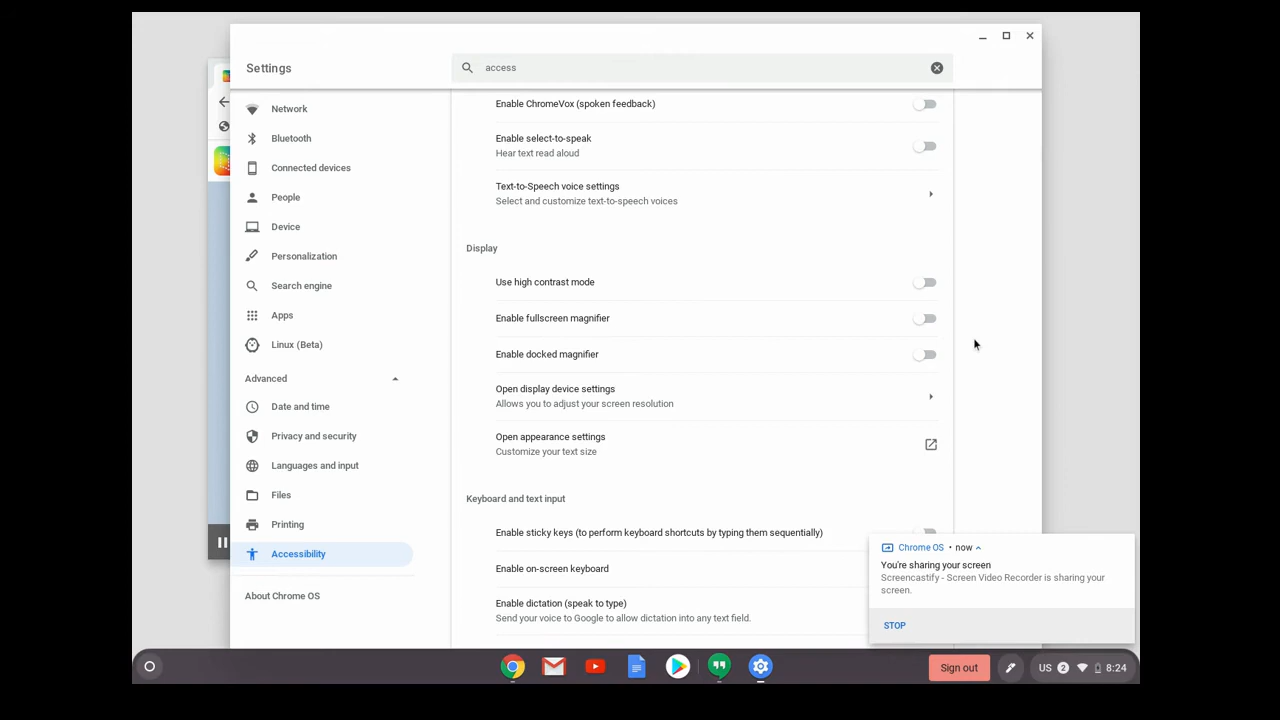 Settings
access
Network
Bluetooth
Connected devices
People
Device
Personalization
Search engine
Apps
Linux (Beta)
Advanced
Date and time
Privacy and security
Languages and input
Files
Printing
Accessibility
About Chrome OS
Enable ChromeVox (spoken feedback)
Enable select-to-speak
Hear text read aloud
Text-to-Speech voice settings
Select and customize text-to-speech voices
Display
Use high contrast mode
Enable fullscreen magnifier
Enable docked magnifier
Open display device settings
Allows you to adjust your screen resolution
Open appearance settings
Customize your text size
Keyboard and text input
Enable sticky keys (to perform keyboard shortcuts by typing them sequentially)
Enable on-screen keyboard
Enable dictation (speak to type)
Send your voice to Google to allow dictation into any text field.
Chrome OS • now
You're sharing your screen
Screencastify - Screen Video Recorder is sharing your
screen.
STOP
Sign out
US 2 8:24